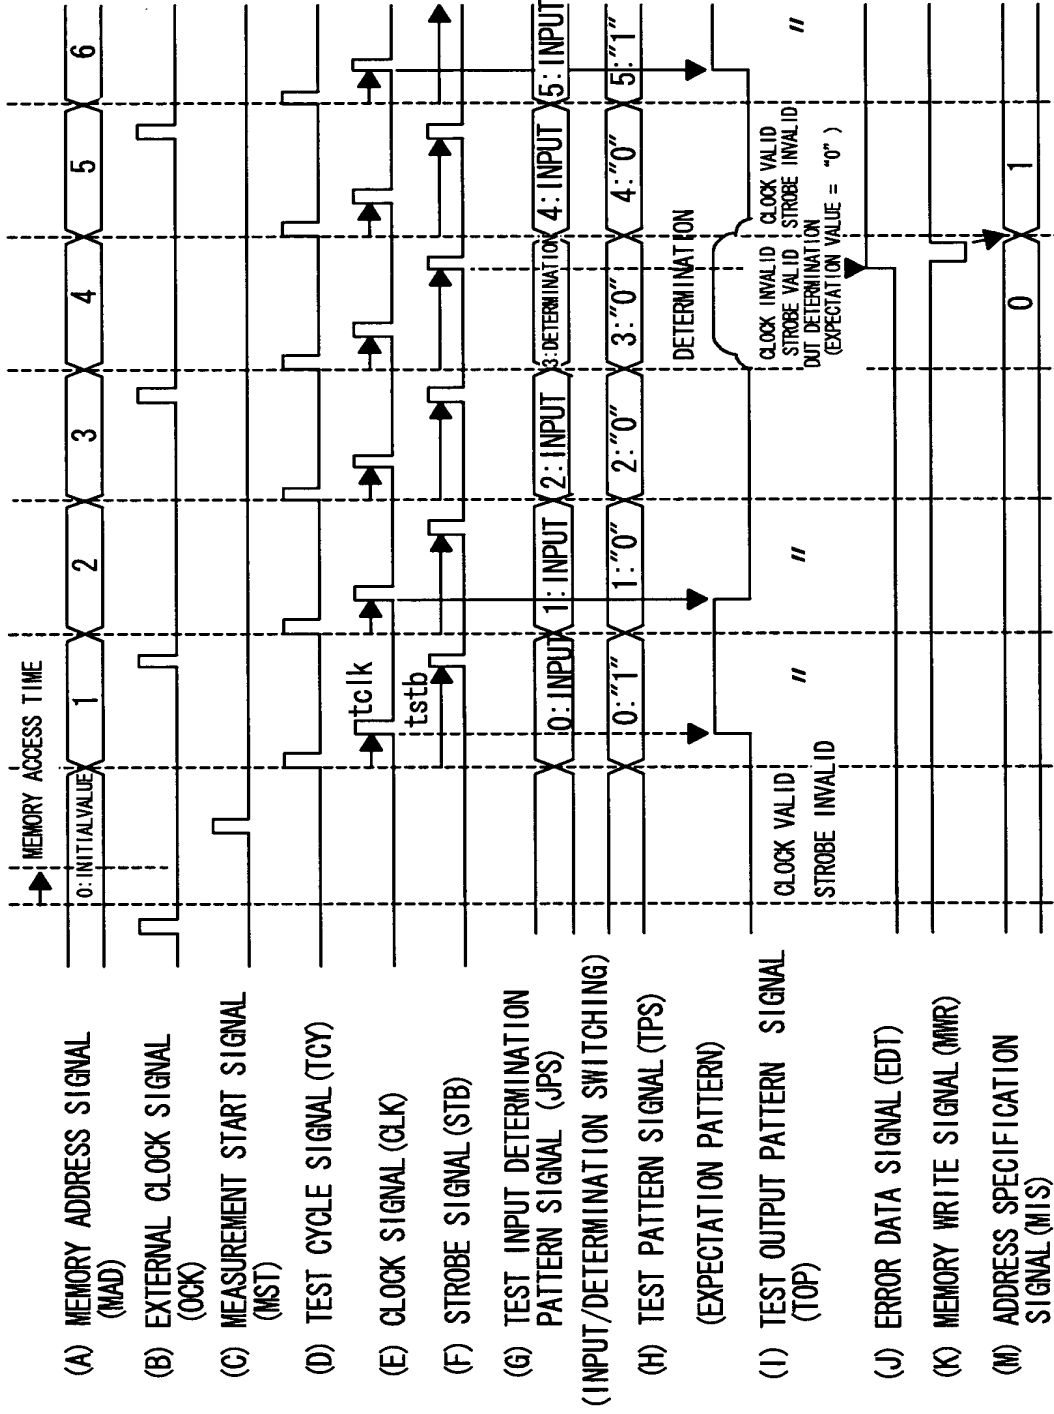 MEMORY ACCESS TIME
(A) MEMORY ADDRESS SIGNAL
(MAD)
0:INITIALVALUE 1 2 3 4 5 6
(B) EXTERNAL CLOCK SIGNAL
(OCK)
(C) MEASUREMENT START SIGNAL
(MST)
(D) TEST CYCLE SIGNAL(TCY)
(E) CLOCK SIGNAL(CLK)
tclk
(F) STROBE SIGNAL(STB)
tstb
(G) TEST INPUT DETERMINATION
PATTERN SIGNAL (JPS)
(INPUT/DETERMINATION SWITCHING)
0:INPUT 1:INPUT 2:INPUT 3:DETERMINATION 4:INPUT 5:INPUT
(H) TEST PATTERN SIGNAL(TPS)
(EXPECTATION PATTERN)
0:"1" 1:"0" 2:"0" 3:"0" 4:"0" 5:"1"
DETERMINATION
(I) TEST OUTPUT PATTERN SIGNAL
(TOP)
CLOCK VALID
STROBE INVALID
〃
〃
CLOCK INVALID
STROBE VALID
DUT DETERMINATION
(EXPECTATION VALUE = "0" )
CLOCK VALID
STROBE INVALID
〃
(J) ERROR DATA SIGNAL(EDT)
(K) MEMORY WRITE SIGNAL(MWR)
(M) ADDRESS SPECIFICATION
SIGNAL(MIS)
0 1